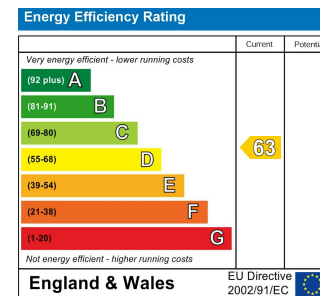 Energy Efficiency Rating
Current Potenti
Very energy efficient - lower running costs
(92 plus) A
(81-91) B
(69-80) C
(55-68) D
63
(39-54) E
(21-38) F
(1-20) G
Not energy efficient - higher running costs
England & Wales
EU Directive
2002/91/EC